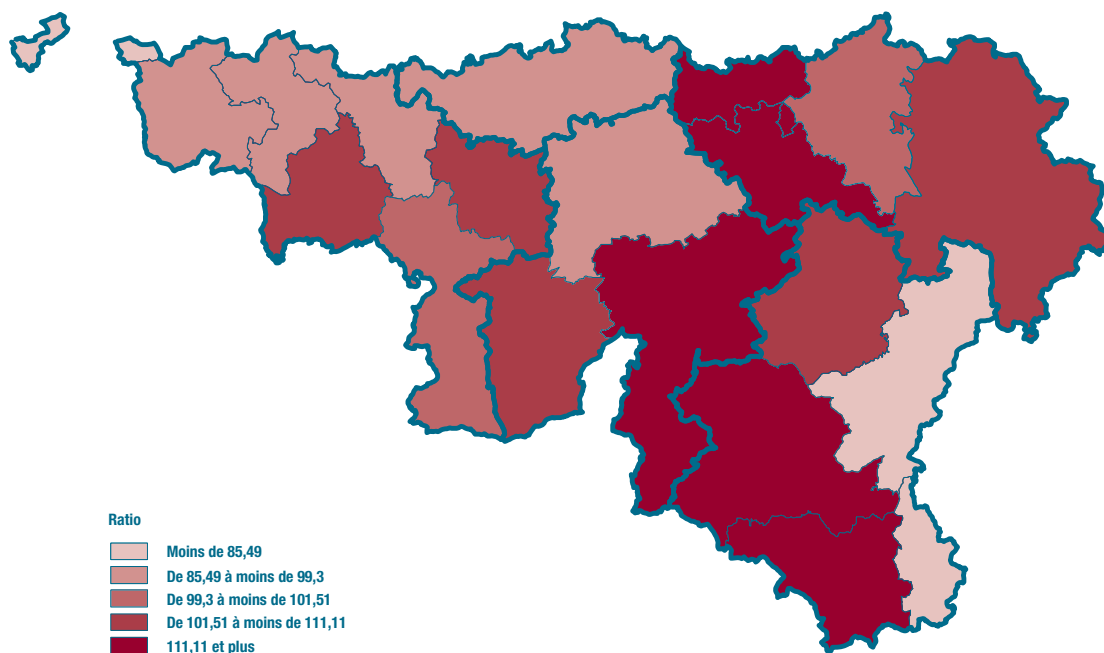 Ratio
Moins de 85,49
De 85,49 à moins de 99,3
De 99,3 à moins de 101,51
De 101,51 à moins de 111,11
111,11 et plus